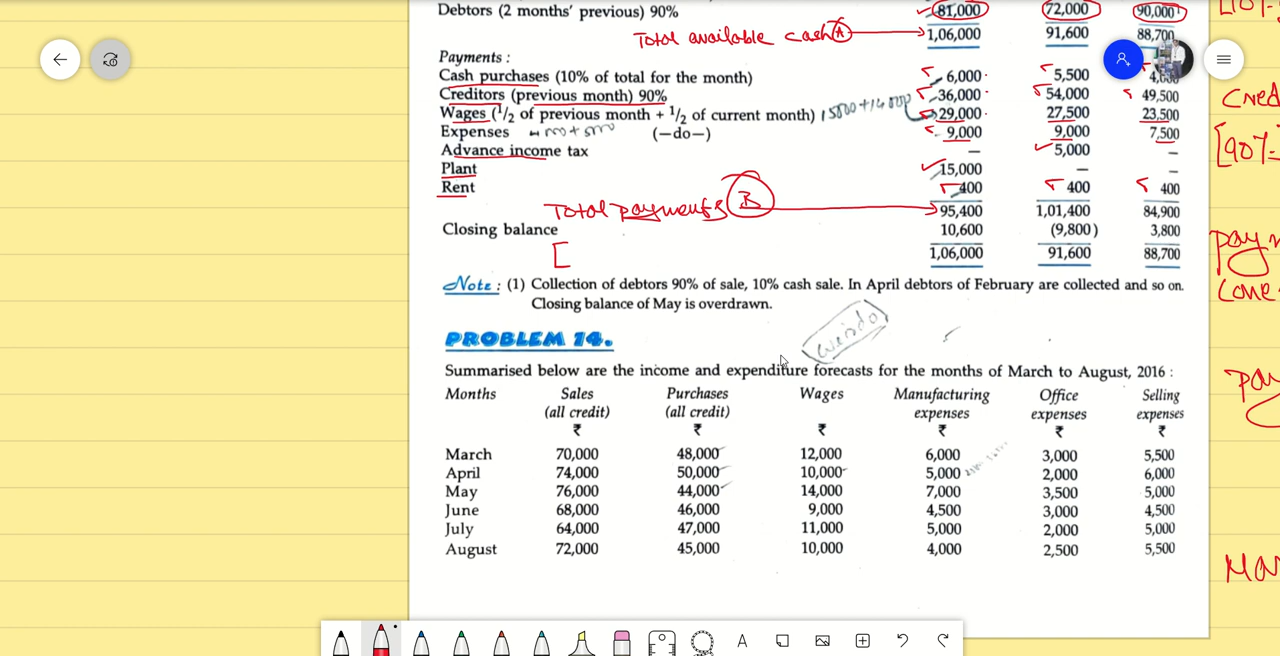 Debtors (2 months' previous) 90% 81,000 72,000 90,000
Total available cash A 1,06,000 91,600 88,700
Payments :
Cash purchases (10% of total for the month) 6,000 5,500
Creditors (previous month) 90% 36,000 54,000 49,500
Wages (1/2 of previous month + 1/2 of current month) 15000+14000 29,000 27,500 23,500
Expenses (—do—) 9,000 9,000 7,500
Advance income tax — 5,000 —
Plant 15,000 — —
Rent 400 400 400
Total payments B 95,400 1,01,400 84,900
Closing balance 10,600 (9,800) 3,800
1,06,000 91,600 88,700
Note : (1) Collection of debtors 90% of sale, 10% cash sale. In April debtors of February are collected and so on.
Closing balance of May is overdrawn.
PROBLEM 14.
Summarised below are the income and expenditure forecasts for the months of March to August, 2016 :
Months Sales Purchases Wages Manufacturing Office Selling
(all credit) (all credit) expenses expenses expenses
₹ ₹ ₹ ₹ ₹ ₹
March 70,000 48,000 12,000 6,000 3,000 5,500
April 74,000 50,000 10,000 5,000 2,000 6,000
May 76,000 44,000 14,000 7,000 3,500 5,000
June 68,000 46,000 9,000 4,500 3,000 4,500
July 64,000 47,000 11,000 5,000 2,000 5,000
August 72,000 45,000 10,000 4,000 2,500 5,500
[90%
A